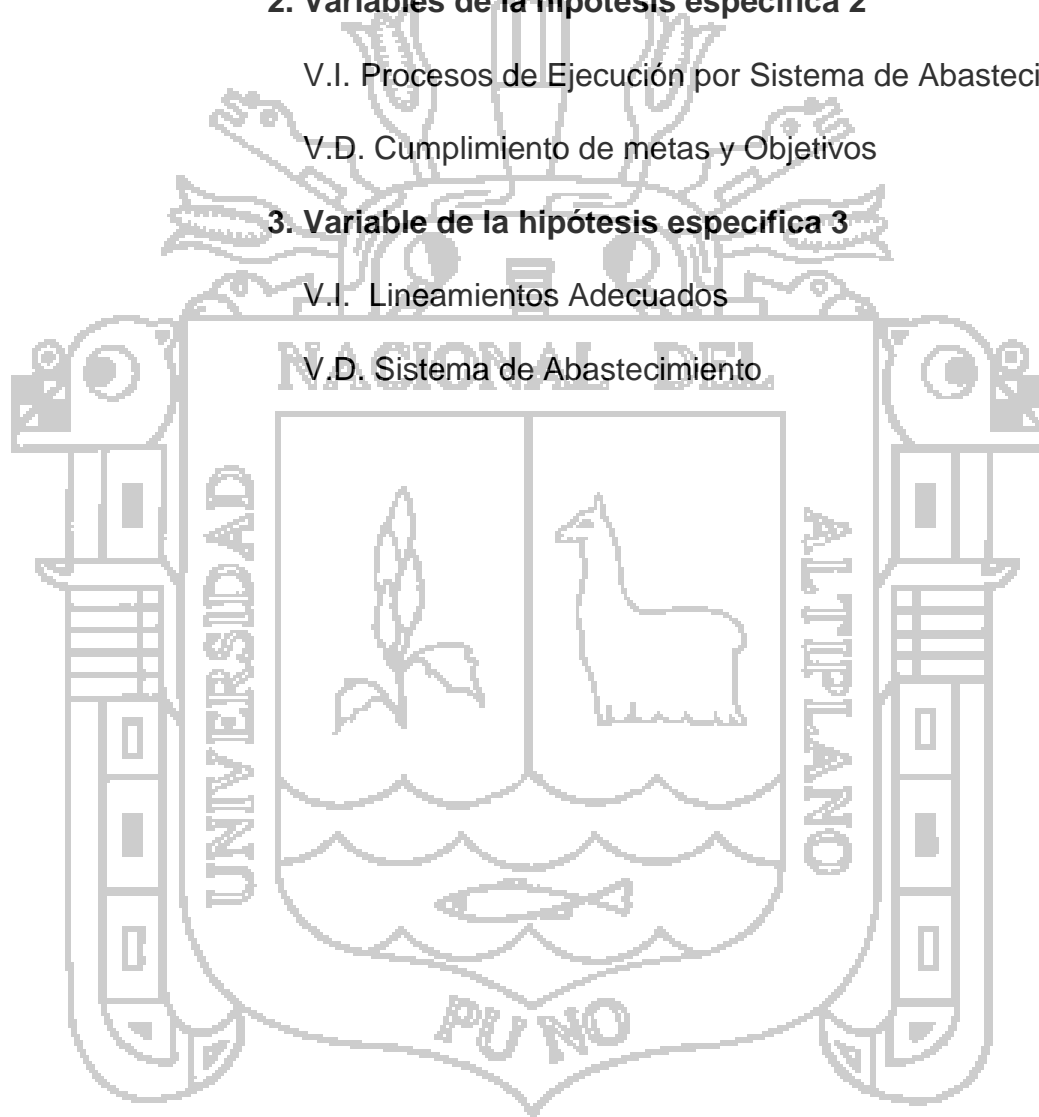 2. Variables de la hipótesis especifica 2
V.I. Procesos de Ejecución por Sistema de
V.D. Cumplimiento de metas y Objetivos
3. Variable de la hipótesis especifica 3
V.I. Lineamientos Adecuados
NACIONAL DEL
V.D. Sistema de Abastecimiento
UNIVERSIDAD
ALTIPLANO
PUNO